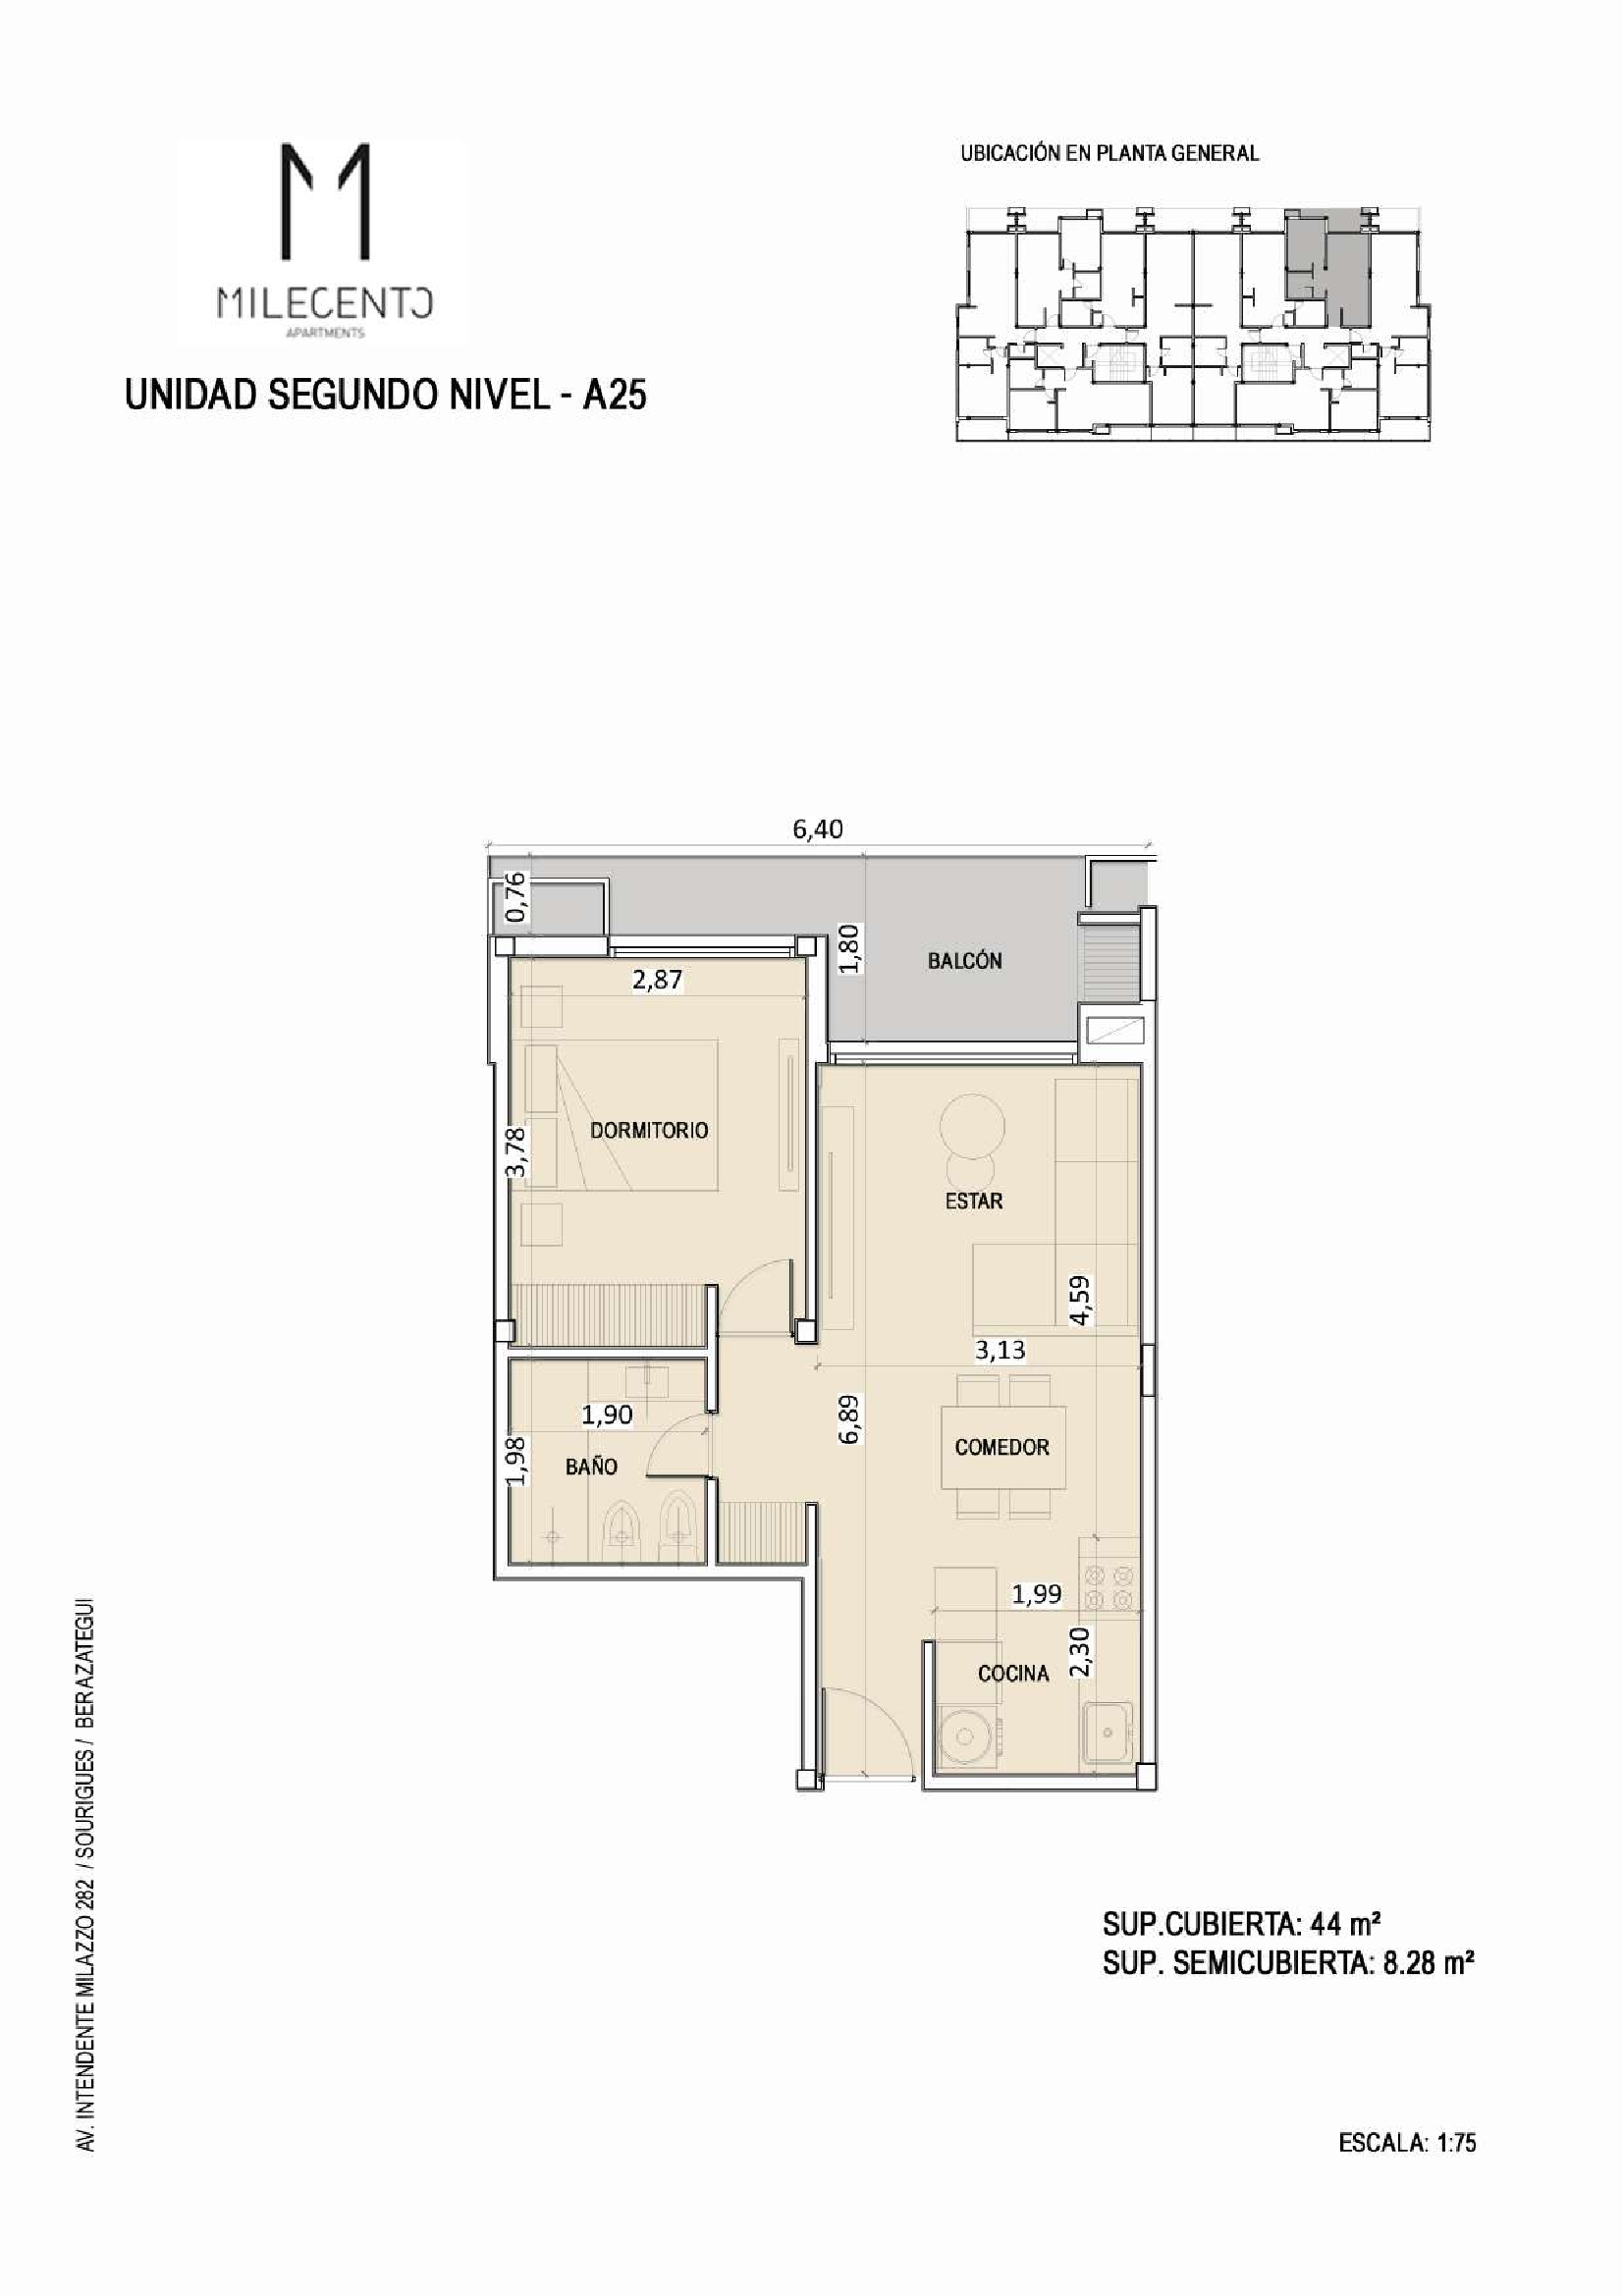 MILECENTO
APARTMENTS
UNIDAD SEGUNDO NIVEL - A25
UBICACIÓN EN PLANTA GENERAL
6,40
0,76
1,80
BALCÓN
2,87
DORMITORIO
3,78
ESTAR
4,59
3,13
6,89
1,90
COMEDOR
1,98
BAÑO
1,99
2,30
COCINA
AV. INTENDENTE MILAZZO 282 / SOURIGUES / BERAZATEGUI
SUP.CUBIERTA: 44 m²
SUP. SEMICUBIERTA: 8.28 m²
ESCALA: 1:75